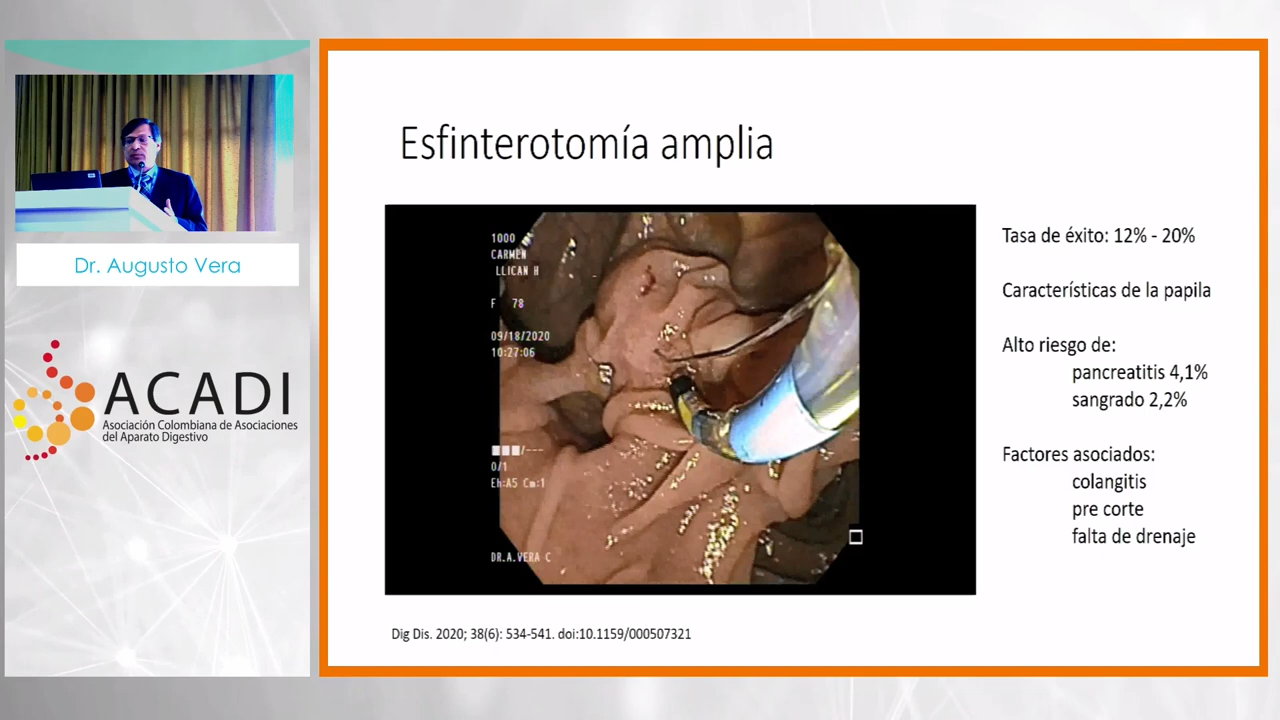 Dr. Augusto Vera
ACADI
Asociación Colombiana de Asociaciones
del Aparato Digestivo
Esfinterotomía amplia
1000
CARMEN
LLICAN H
F 78
09/18/2020
10:27:06
0/1
Eh:A5 Cm:1
DR.A.VERA C
Tasa de éxito: 12% - 20%
Características de la papila
Alto riesgo de:
pancreatitis 4,1%
sangrado 2,2%
Factores asociados:
colangitis
pre corte
falta de drenaje
Dig Dis. 2020; 38(6): 534-541. doi:10.1159/000507321